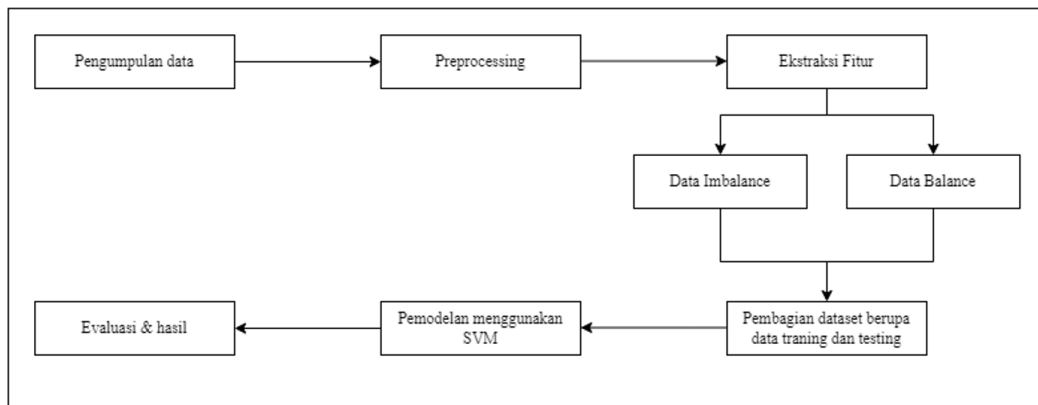 Pengumpulan data
Preprocessing
Ekstraksi Fitur
Data Imbalance
Data Balance
Pembagian dataset berupa
data traning dan testing
Pemodelan menggunakan
SVM
Evaluasi & hasil